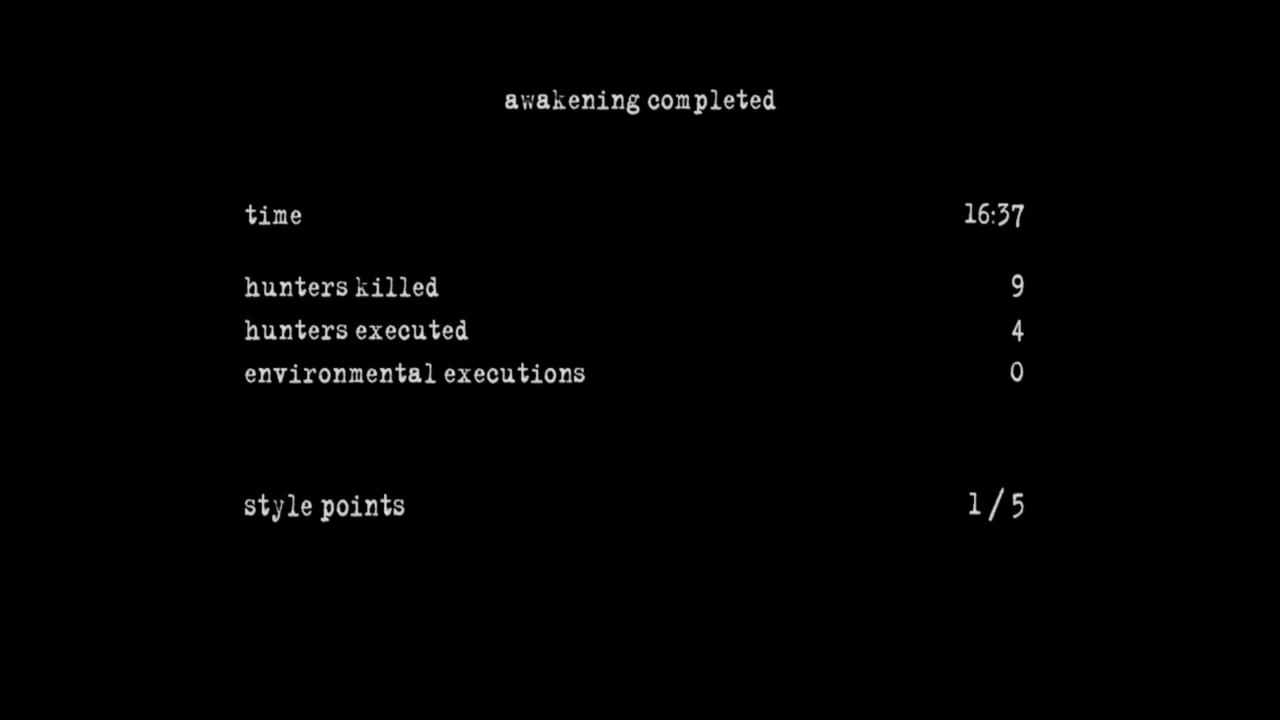 awakening completed
time 16:37
hunters killed 9
hunters executed 4
environmental executions 0
style points 1/5